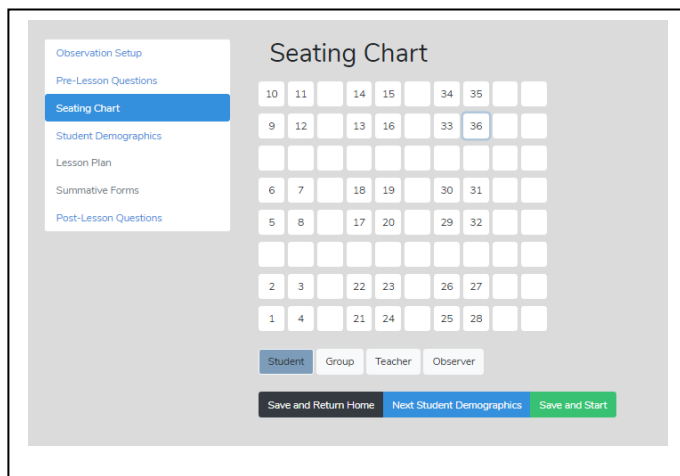 Observation Setup
Pre-Lesson Questions
Seating Chart
Student Demographics
Lesson Plan
Summative Forms
Post-Lesson Questions
Seating Chart
10 11 14 15 34 35
9 12 13 16 33 36
6 7 18 19 30 31
5 8 17 20 29 32
2 3 22 23 26 27
1 4 21 24 25 28
Student Group Teacher Observer
Save and Return Home Next Student Demographics Save and Start